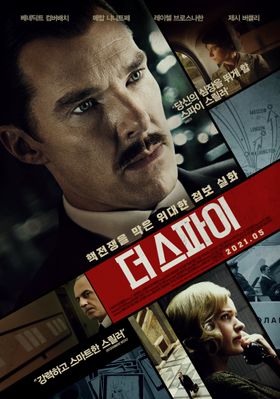 베네딕트 컴버배치
메랍 니니트쩨
레이첼 브로스나한
제시 버클리
"당신의 심장을 뛰게 할
스파이 스릴러"
핵전쟁을 막은 위대한 첩보 실화
더 스파이
2021.05
"강력하고 스마트한 스릴러"